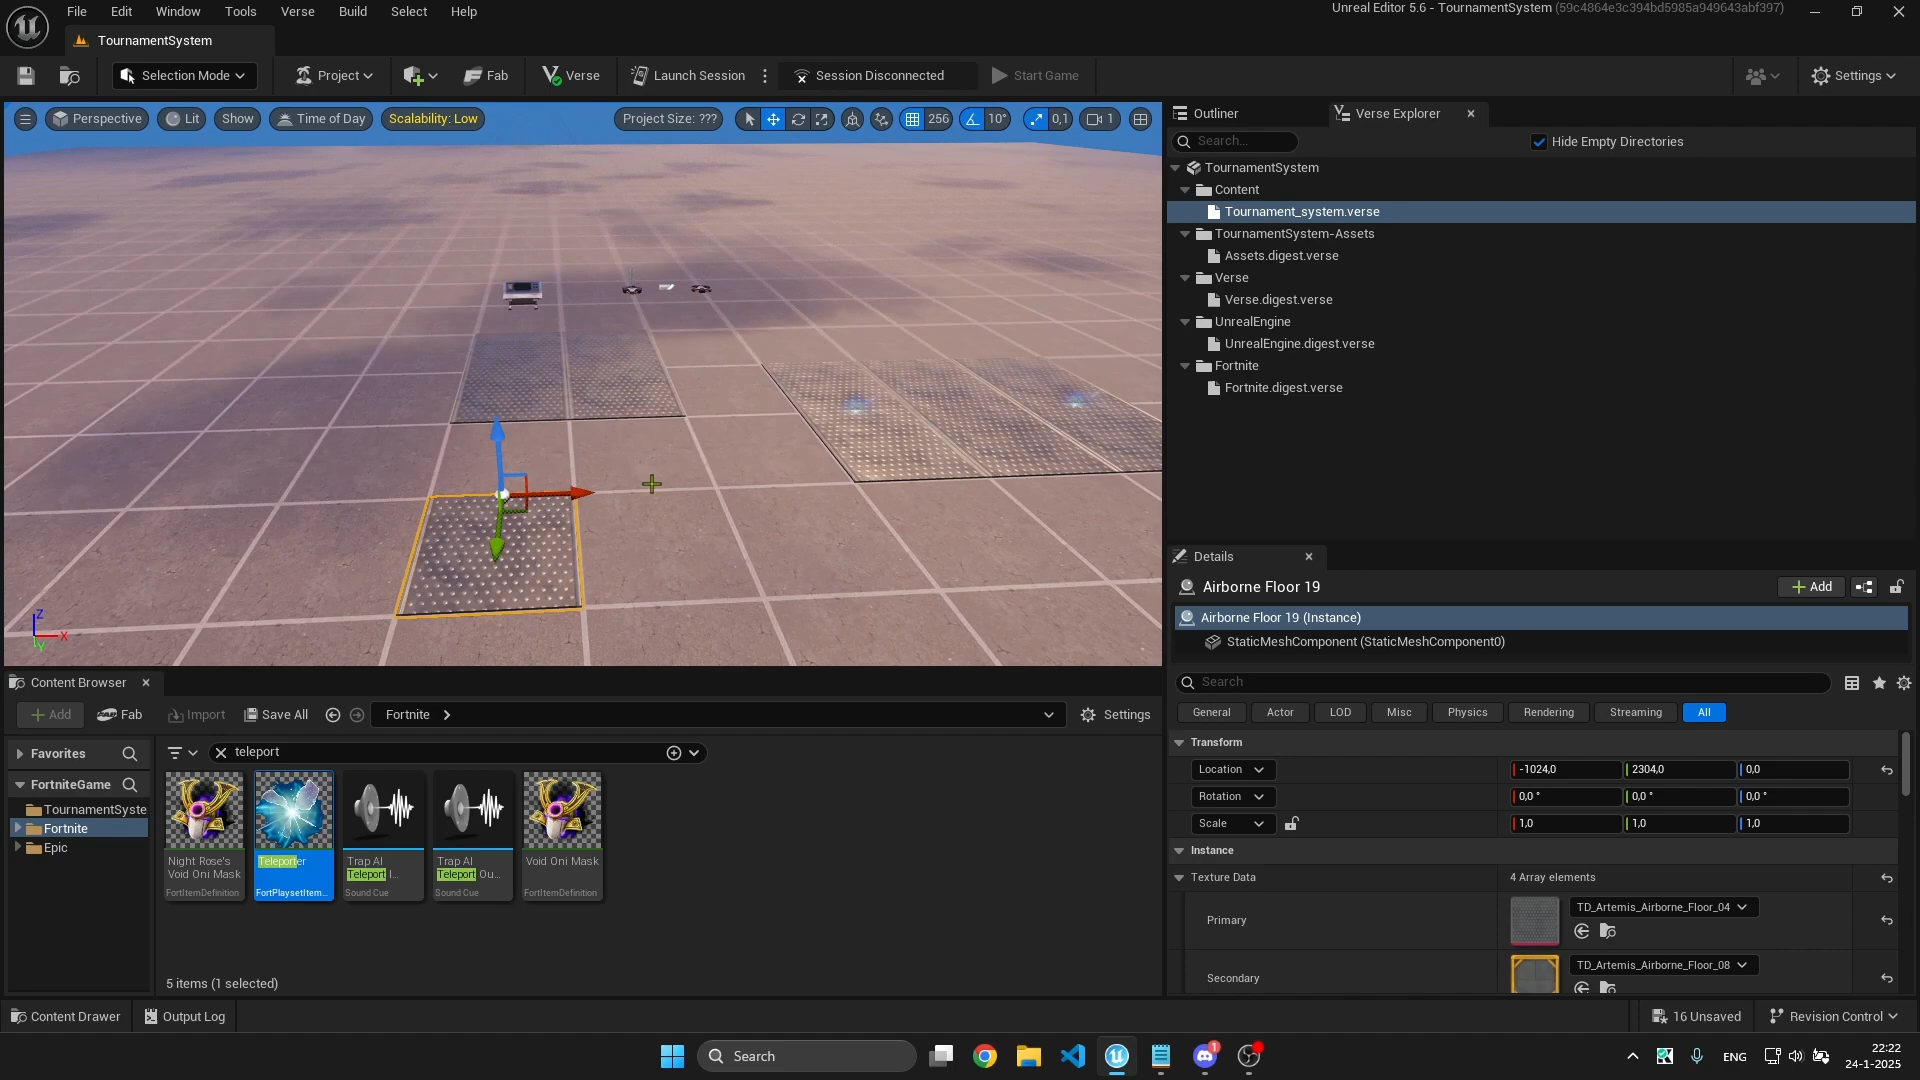 File Edit Window Tools Verse Build Select Help
Unreal Editor 5.6 - TournamentSystem (59c4864e3c394bd5985a949643abf397)
TournamentSystem
Selection Mode
Project
Fab
Verse
Launch Session
Session Disconnected
Start Game
Settings
Perspective
Lit
Show
Time of Day
Scalability: Low
Project Size: ???
256
10°
0,1
1
Outliner
Verse Explorer
Search...
Hide Empty Directories
TournamentSystem
Content
Tournament_system.verse
TournamentSystem-Assets
Assets.digest.verse
Verse
Verse.digest.verse
UnrealEngine
UnrealEngine.digest.verse
Fortnite
Fortnite.digest.verse
Z
X
Y
Details
Airborne Floor 19
Add
Airborne Floor 19 (Instance)
StaticMeshComponent (StaticMeshComponent0)
Search
General
Actor
LOD
Misc
Physics
Rendering
Streaming
All
Transform
Location
-1024,0
2304,0
0,0
Rotation
0,0 °
0,0 °
0,0 °
Scale
1,0
1,0
1,0
Instance
Texture Data
4 Array elements
Primary
TD_Artemis_Airborne_Floor_04
Secondary
TD_Artemis_Airborne_Floor_08
Content Browser
Add
Fab
Import
Save All
Fortnite
Settings
Favorites
FortniteGame
TournamentSyste
Fortnite
Epic
teleport
Night Rose's
Void Oni Mask
FortItemDefinition
Teleporter
FortPlaysetItem...
Trap AI
Teleport I...
Sound Cue
Trap AI
Teleport Ou...
Sound Cue
Void Oni Mask
FortItemDefinition
5 items (1 selected)
Content Drawer
Output Log
16 Unsaved
Revision Control
Search
1
ENG
22:22
24-1-2025